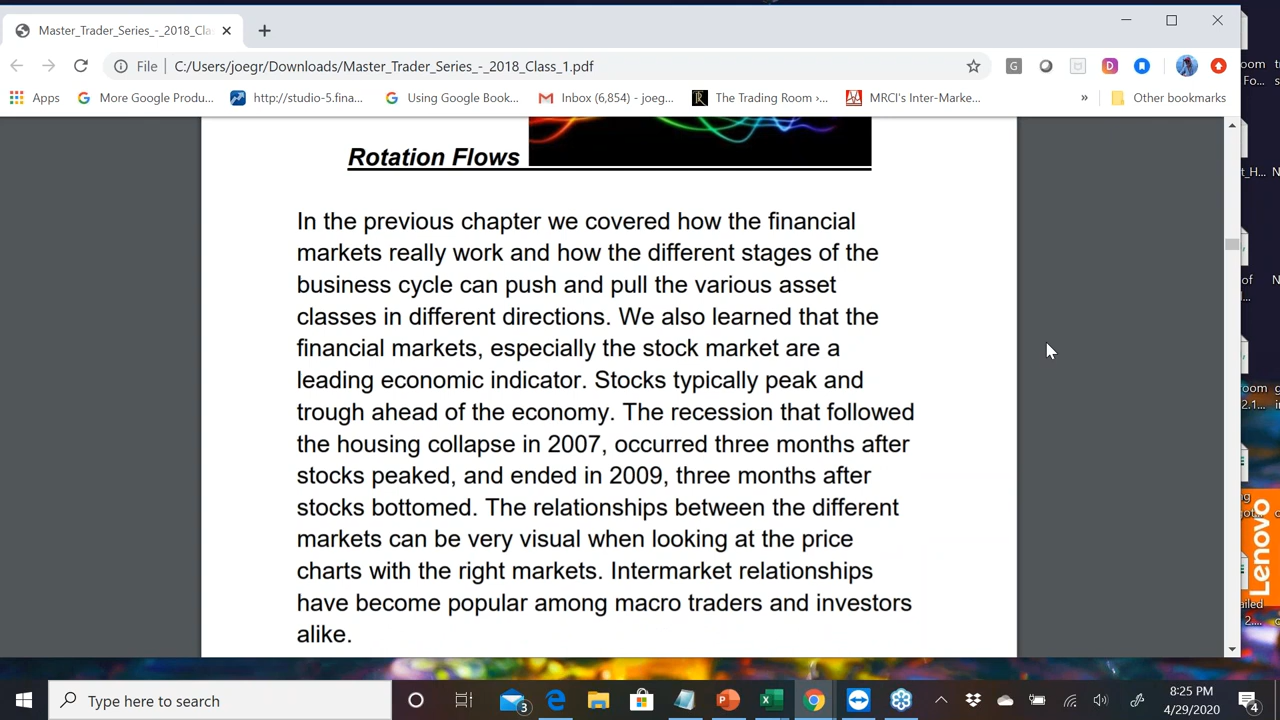 Master_Trader_Series_-_2018_Cla
File C:/Users/joegr/Downloads/Master_Trader_Series_-_2018_Class_1.pdf
Apps More Google Produ... http://studio-5.fina... Using Google Book... Inbox (6,854) - joeg... The Trading Room ›... MRCI's Inter-Marke... » Other bookmarks
Rotation Flows
In the previous chapter we covered how the financial
markets really work and how the different stages of the
business cycle can push and pull the various asset
classes in different directions. We also learned that the
financial markets, especially the stock market are a
leading economic indicator. Stocks typically peak and
trough ahead of the economy. The recession that followed
the housing collapse in 2007, occurred three months after
stocks peaked, and ended in 2009, three months after
stocks bottomed. The relationships between the different
markets can be very visual when looking at the price
charts with the right markets. Intermarket relationships
have become popular among macro traders and investors
alike.
Lenovo
Type here to search
3
8:25 PM
4/29/2020
4